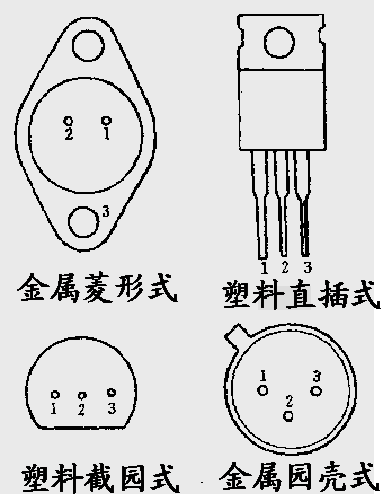 2 1
3
1 2 3
金属菱形式
塑料直插式
1 2 3
1 3
2
塑料截园式
金属园壳式